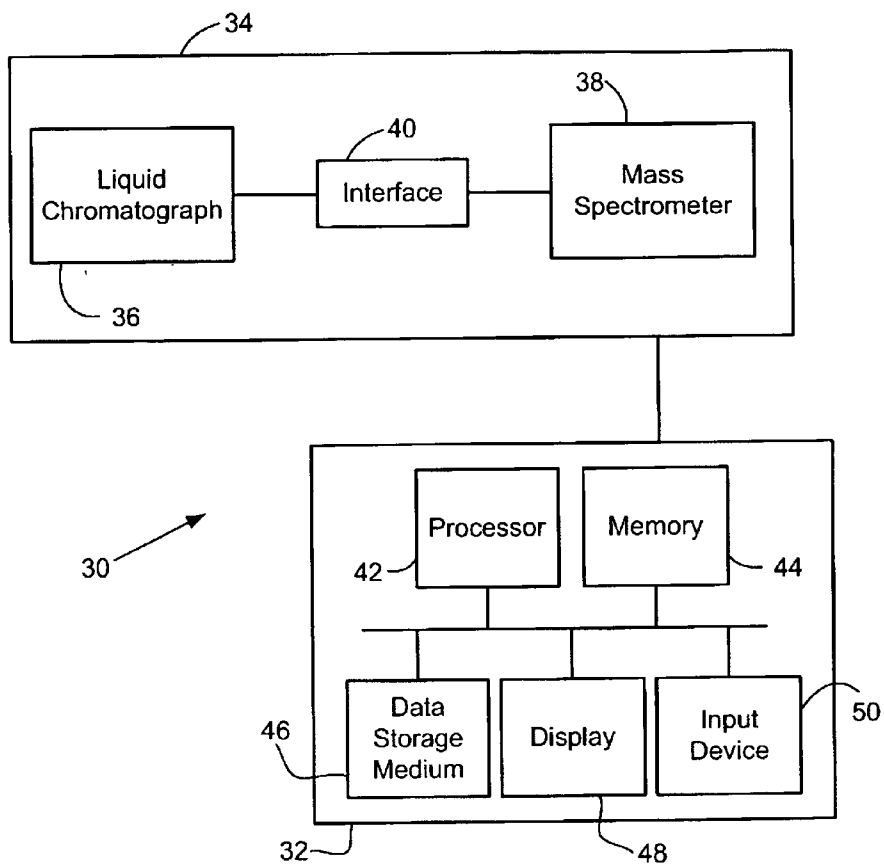 34
38
40
Liquid
Chromatograph
Interface
Mass
Spectrometer
36
Processor
Memory
30
42
44
Data
Storage
Medium
Display
Input
Device
50
46
32
48